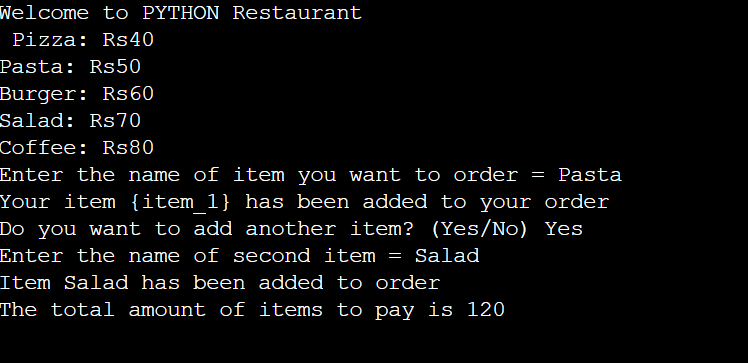 Welcome to PYTHON Restaurant
Pizza: Rs40
Pasta: Rs50
Burger: Rs60
Salad: Rs70
Coffee: Rs80
Enter the name of item you want to order = Pasta
Your item {item_1} has been added to your order
Do you want to add another item? (Yes/No) Yes
Enter the name of second item = Salad
Item Salad has been added to order
The total amount of items to pay is 120